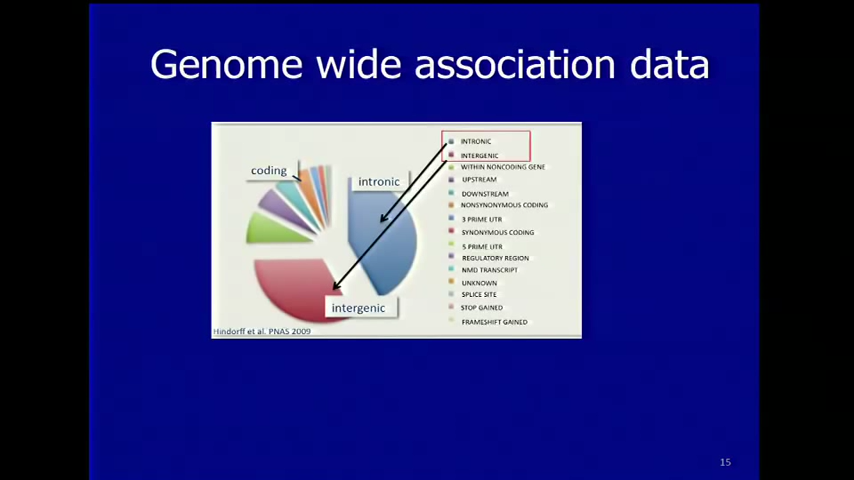 Genome wide association data
coding
intronic
intergenic
INTRONIC
INTERGENIC
WITHIN NONCODING GENE
UPSTREAM
DOWNSTREAM
NONSYNONYMOUS CODING
3 PRIME UTR
SYNONYMOUS CODING
5 PRIME UTR
REGULATORY REGION
NMD TRANSCRIPT
UNKNOWN
SPLICE SITE
STOP GAINED
FRAMESHIFT GAINED
Hindorff et al. PNAS 2009
15